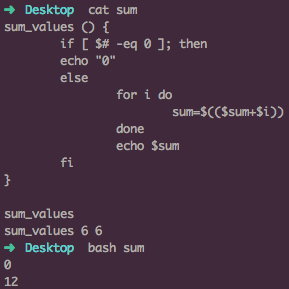 ➜ Desktop cat sum
sum_values () {
        if [ $# -eq 0 ]; then
        echo "0"
        else
                for i do
                        sum=$(($sum+$i))
                done
                echo $sum
        fi
}

sum_values
sum_values 6 6
➜ Desktop bash sum
0
12